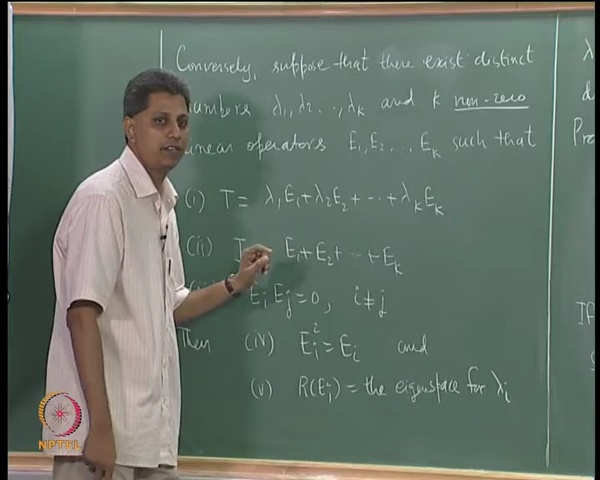 Conversely, suppose that there exist distinct
numbers λ₁, λ₂, .., λₖ and k non-zero
linear operators E₁, E₂, .., Eₖ such that
(i) T = λ₁E₁ + λ₂E₂ + ... + λₖEₖ
(ii) I = E₁ + E₂ + ... + Eₖ
EᵢEⱼ = 0, i ≠ j
Then (iv) Eᵢ² = Eᵢ and
(v) R(Eᵢ) = the eigenspace for λᵢ
λ
Pro
If
NPTEL